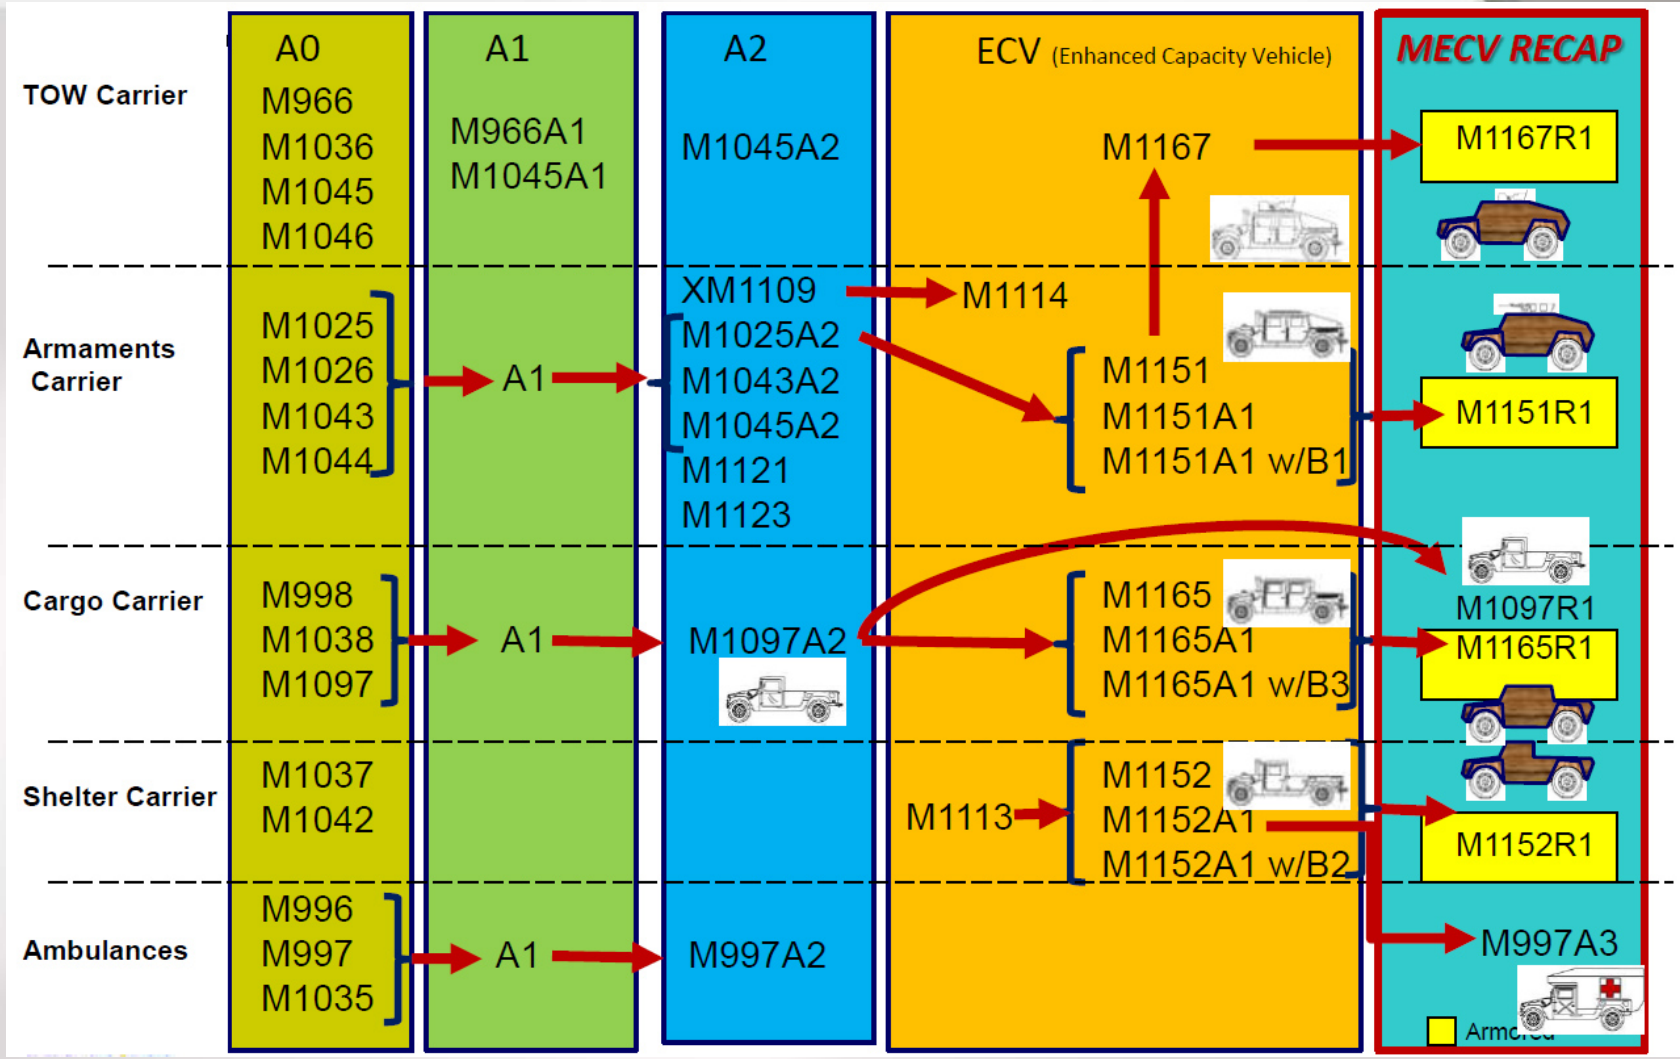 A0
A1
A2
ECV (Enhanced Capacity Vehicle)
MECV RECAP
TOW Carrier
M966
M1036
M1045
M1046
M966A1
M1045A1
M1045A2
M1167
M1167R1
Armaments
Carrier
M1025
M1026
M1043
M1044
A1
XM1109
M1025A2
M1043A2
M1045A2
M1121
M1123
M1114
M1151
M1151A1
M1151A1 w/B1
M1151R1
Cargo Carrier
M998
M1038
M1097
A1
M1097A2
M1165
M1165A1
M1165A1 w/B3
M1097R1
M1165R1
Shelter Carrier
M1037
M1042
M1113
M1152
M1152A1
M1152A1 w/B2
M1152R1
Ambulances
M996
M997
M1035
A1
M997A2
M997A3
Armored